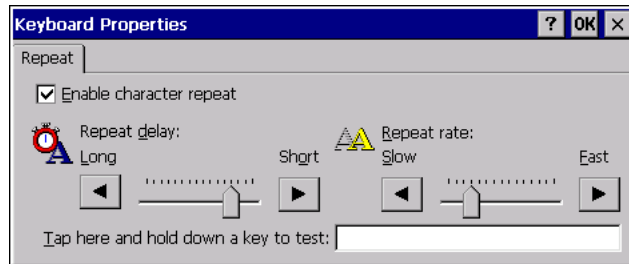 Keyboard Properties ? OK ×
Repeat
Enable character repeat
Repeat delay:
Long Short
Repeat rate:
Slow Fast
Tap here and hold down a key to test: